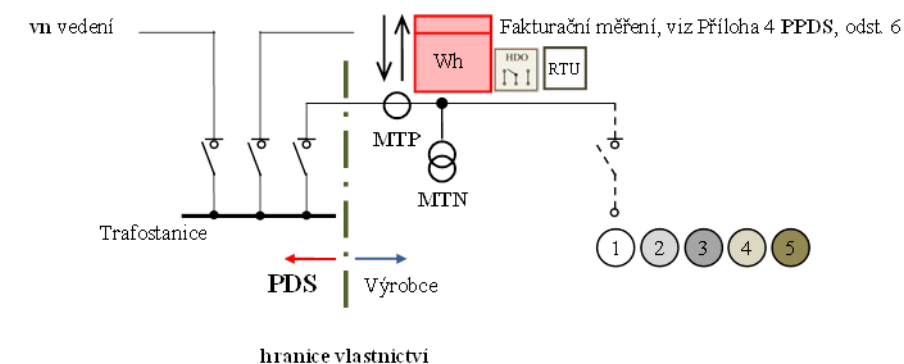 vn vedení
Fakturační měření, viz Příloha 4 PPDS, odst. 6
Wh
HDO
RTU
MTP
MTN
Trafostanice
1 2 3 4 5
PDS
Výrobce
hranice vlastnictví